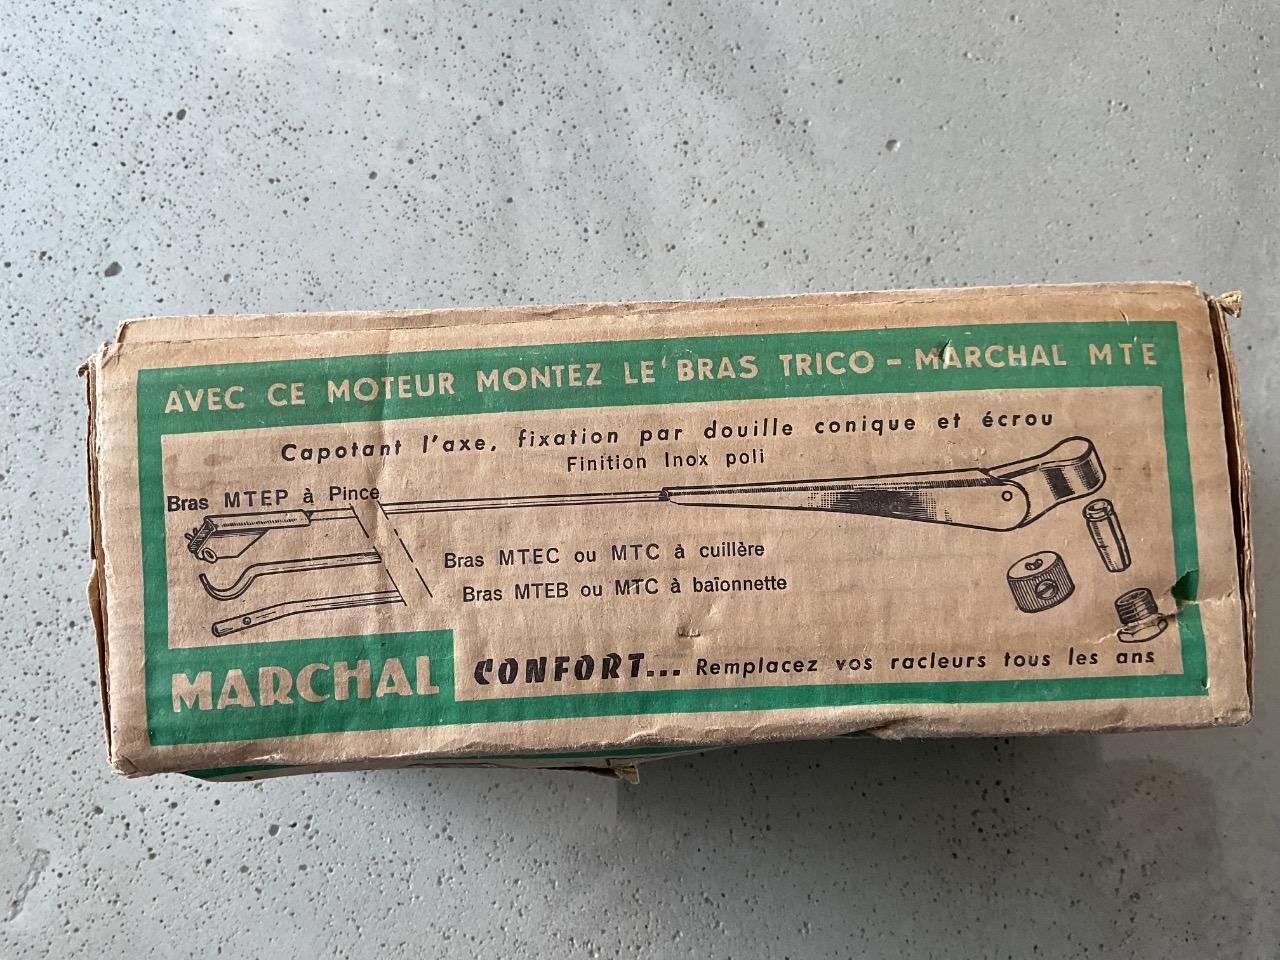 AVEC CE MOTEUR MONTEZ LE BRAS TRICO - MARCHAL MTE
Capotant l'axe, fixation par douille conique et écrou
Finition Inox poli
Bras MTEP à Pince
Bras MTEC ou MTC à cuillère
Bras MTEB ou MTC à baïonnette
MARCHAL CONFORT... Remplacez vos racleurs tous les ans